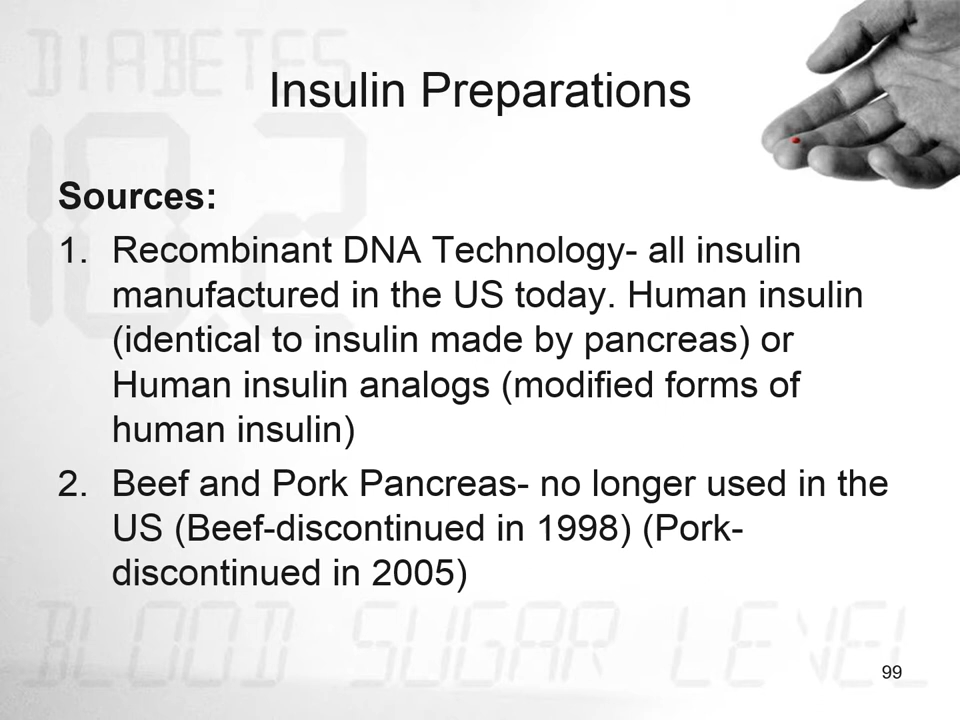 DIABETES
Insulin Preparations
10.2
Sources:
1. Recombinant DNA Technology- all insulin
manufactured in the US today. Human insulin
(identical to insulin made by pancreas) or
Human insulin analogs (modified forms of
human insulin)
2. Beef and Pork Pancreas- no longer used in the
US (Beef-discontinued in 1998) (Pork-
discontinued in 2005)
BLOOD SUGAR LEVEL
99